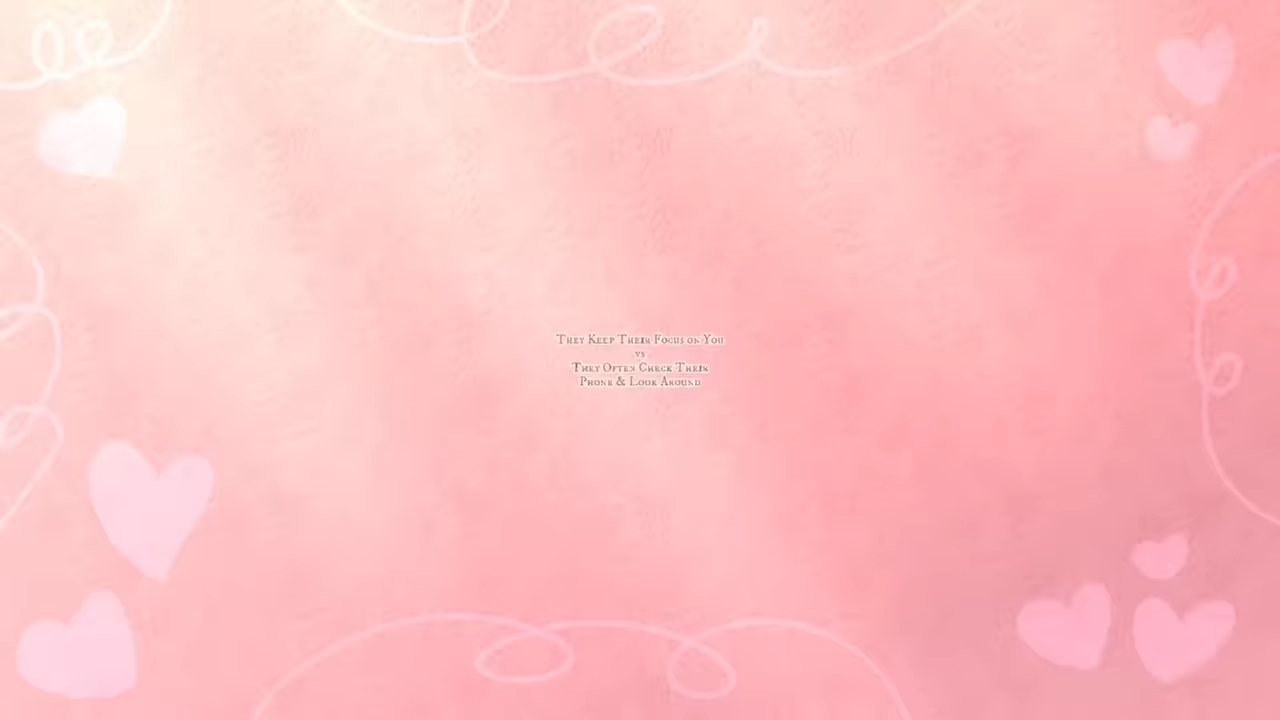 They Keep Their Focus on You
vs
They Often Check Their
Phone & Look Around